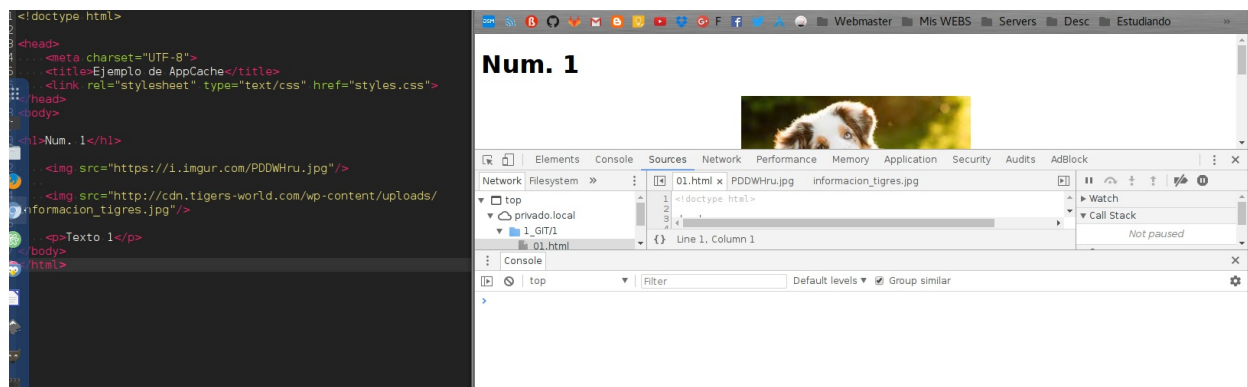 <!doctype html>
<head>
<meta charset="UTF-8">
<title>Ejemplo de AppCache</title>
<link rel="stylesheet" type="text/css" href="styles.css">
</head>
<body>
<h1>Num. 1</h1>
<img src="https://i.imgur.com/PDDWHru.jpg"/>
<img src="http://cdn.tigers-world.com/wp-content/uploads/
informacion_tigres.jpg"/>
<p>Texto 1</p>
</body>
</html>
Webmaster Mis WEBS Servers Desc Estudiando »
Num. 1
Elements Console Sources Network Performance Memory Application Security Audits AdBlock
Network Filesystem » 01.html × PDDWHru.jpg informacion_tigres.jpg
top
privado.local
1_GIT/
01.html
1 <!doctype html>
2
3
{} Line 1, Column 1
Watch
Call Stack
Not paused
Console
top Filter Default levels ▼ Group similar